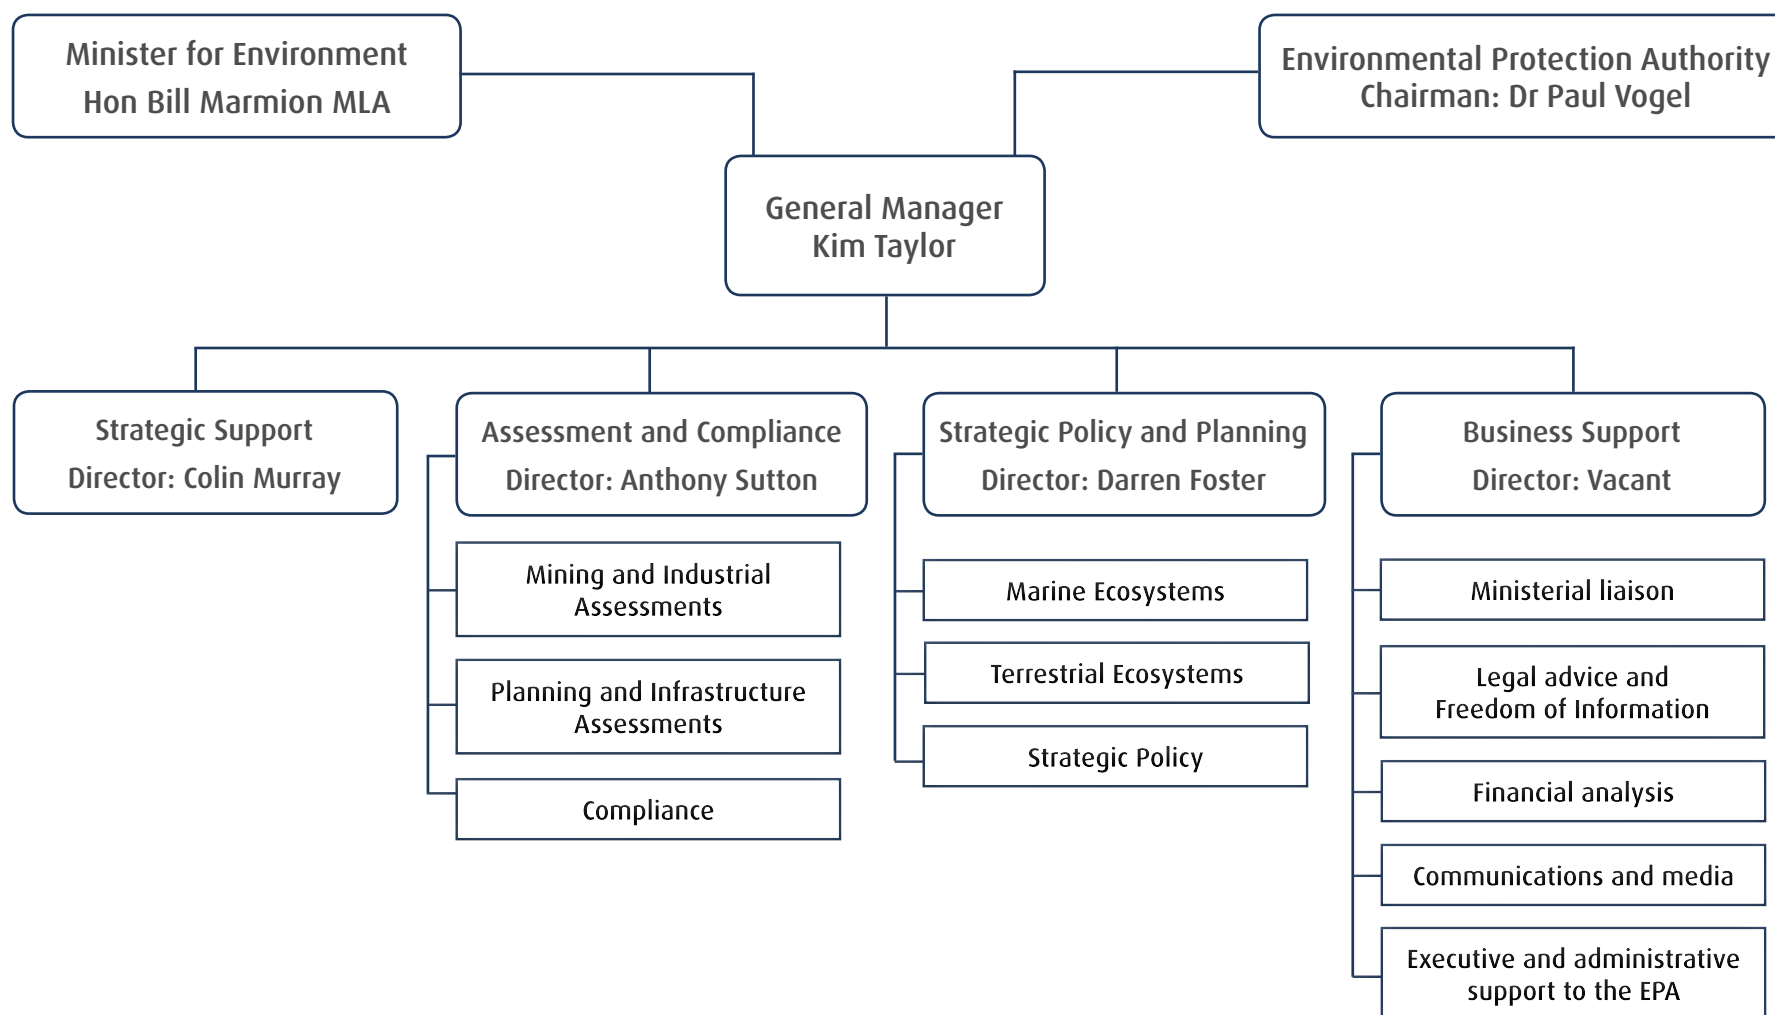 Minister for Environment
Hon Bill Marmion MLA
Environmental Protection Authority
Chairman: Dr Paul Vogel
General Manager
Kim Taylor
Strategic Support
Director: Colin Murray
Assessment and Compliance
Director: Anthony Sutton
Mining and Industrial
Assessments
Planning and Infrastructure
Assessments
Compliance
Strategic Policy and Planning
Director: Darren Foster
Marine Ecosystems
Terrestrial Ecosystems
Strategic Policy
Business Support
Director: Vacant
Ministerial liaison
Legal advice and
Freedom of Information
Financial analysis
Communications and media
Executive and administrative
support to the EPA